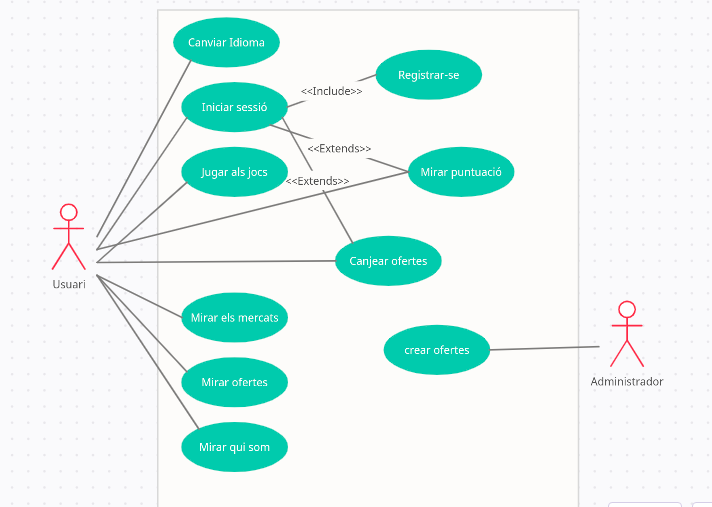 Canviar Idioma
Registrar-se
<<Include>>
Iniciar sessió
<<Extends>>
Jugar als jocs
Mirar puntuació
<<Extends>>
Canjear ofertes
Usuari
Mirar els mercats
crear ofertes
Mirar ofertes
Administrador
Mirar qui som